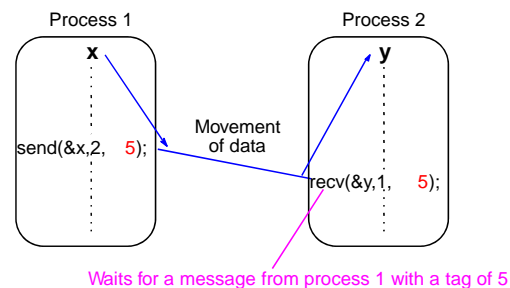 Process 1
Process 2
x
y
Movement
of data
send(&x,2, 5);
recv(&y,1, 5);
Waits for a message from process 1 with a tag of 5